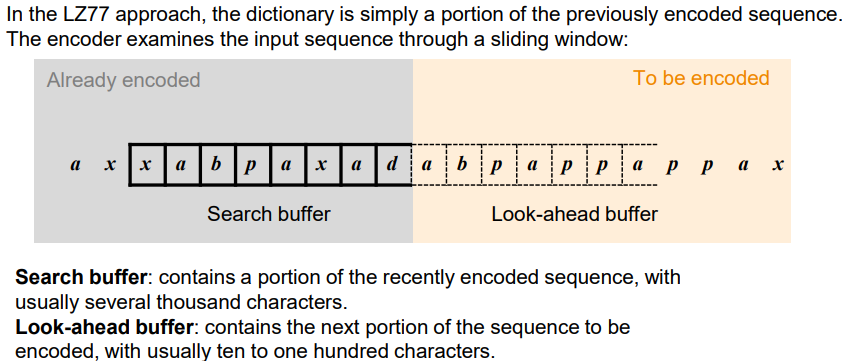 In the LZ77 approach, the dictionary is simply a portion of the previously encoded sequence.
The encoder examines the input sequence through a sliding window:
Already encoded To be encoded
a x x a b p a x a d a b p a p p a p p a x
Search buffer Look-ahead buffer
Search buffer: contains a portion of the recently encoded sequence, with
usually several thousand characters.
Look-ahead buffer: contains the next portion of the sequence to be
encoded, with usually ten to one hundred characters.